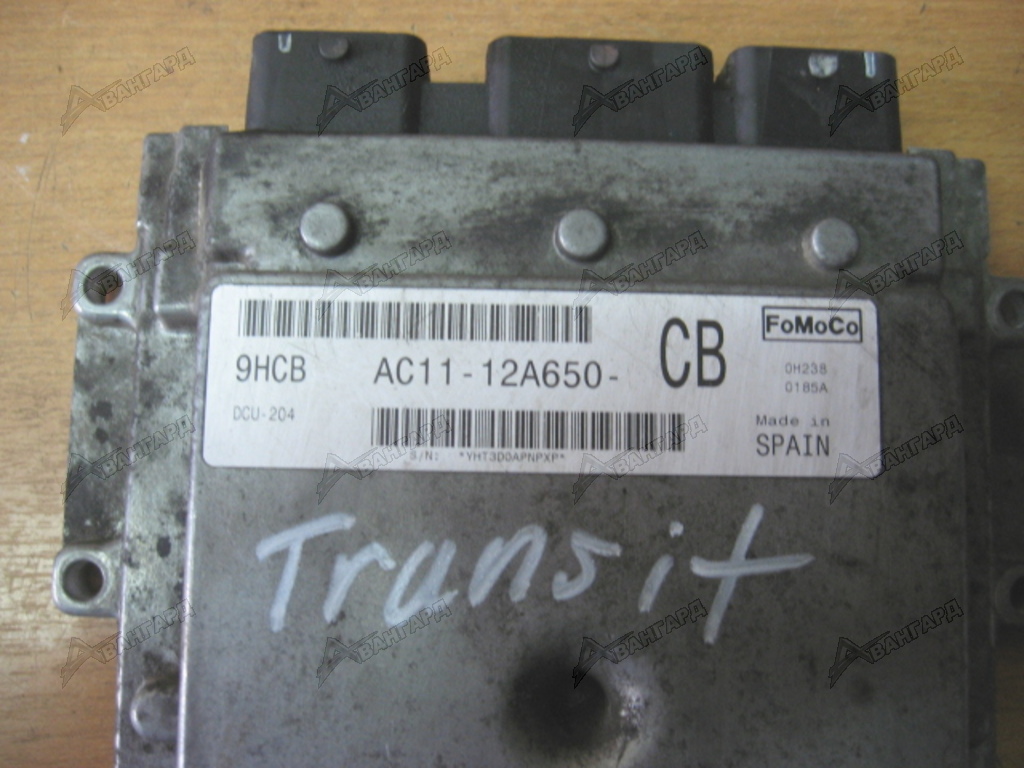 FoMoCo
9HCB AC11-12A650- CB
0H238
0185A
DCU-204
Made in
SPAIN
S/N: *YHT3D0APNPXP*
Transit
АВАНГАРД